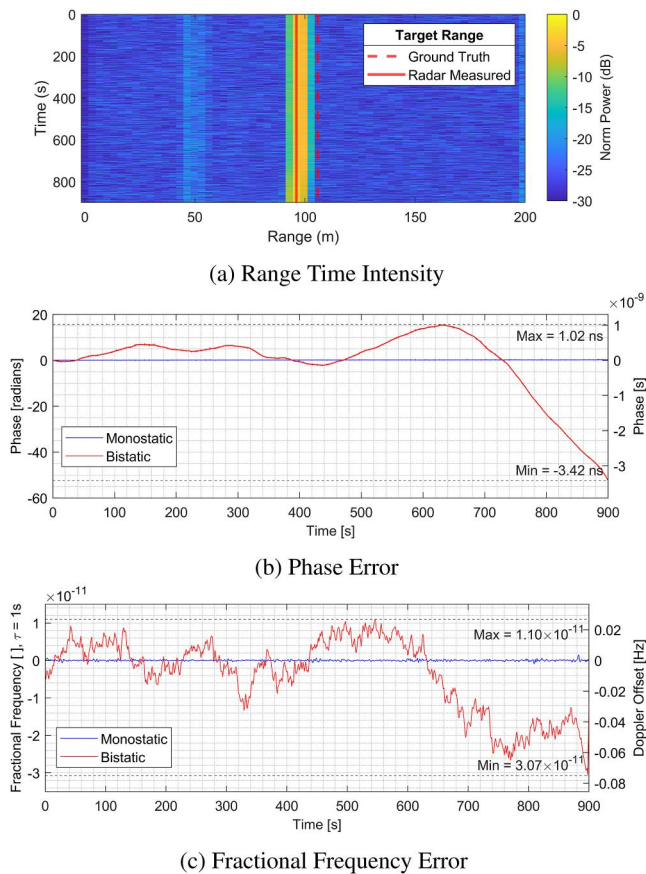 0
200
400
600
800
Time (s)
0
50
100
150
200
Range (m)
Target Range
Ground Truth
Radar Measured
0
-5
-10
-15
-20
-25
-30
Norm Power (dB)
(a) Range Time Intensity
20
0
-20
-40
-60
Phase [radians]
0 100 200 300 400 500 600 700 800 900
Time [s]
Monostatic
Bistatic
Max = 1.02 ns
Min = -3.42 ns
×10⁻⁹
1
0
-1
-2
-3
Phase [s]
(b) Phase Error
×10⁻¹¹
1
0
-1
-2
-3
Fractional Frequency [ ], τ = 1s
0 100 200 300 400 500 600 700 800 900
Time [s]
Monostatic
Bistatic
Max = 1.10×10⁻¹¹
Min = 3.07×10⁻¹¹
0.02
0
-0.02
-0.04
-0.06
-0.08
Doppler Offset [Hz]
(c) Fractional Frequency Error